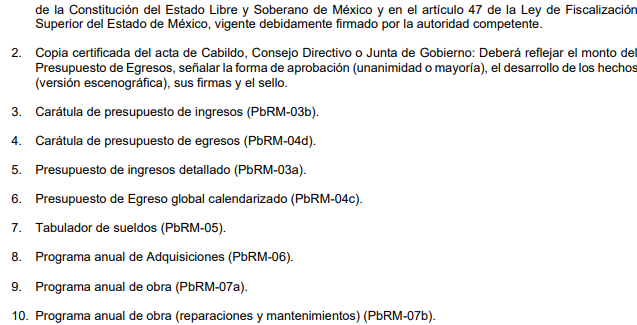 de la Constitución del Estado Libre y Soberano de México y en el artículo 47 de la Ley de Fiscalización
Superior del Estado de México, vigente debidamente firmado por la autoridad competente.
2. Copia certificada del acta de Cabildo, Consejo Directivo o Junta de Gobierno: Deberá reflejar el monto del
Presupuesto de Egresos, señalar la forma de aprobación (unanimidad o mayoría), el desarrollo de los hechos
(versión escenográfica), sus firmas y el sello.
3. Carátula de presupuesto de ingresos (PbRM-03b).
4. Carátula de presupuesto de egresos (PbRM-04d).
5. Presupuesto de ingresos detallado (PbRM-03a).
6. Presupuesto de Egreso global calendarizado (PbRM-04c).
7. Tabulador de sueldos (PbRM-05).
8. Programa anual de Adquisiciones (PbRM-06).
9. Programa anual de obra (PbRM-07a).
10. Programa anual de obra (reparaciones y mantenimientos) (PbRM-07b).